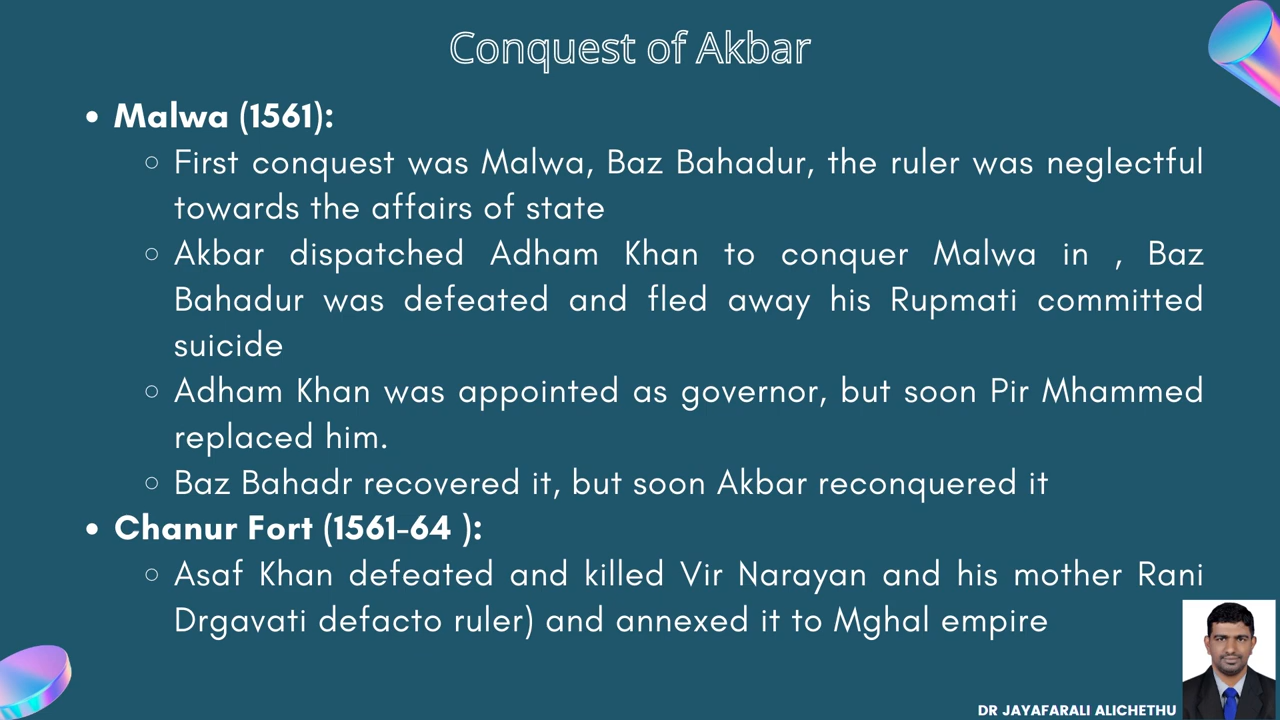 Conquest of Akbar
• Malwa (1561):
○ First conquest was Malwa, Baz Bahadur, the ruler was neglectful
towards the affairs of state
○ Akbar dispatched Adham Khan to conquer Malwa in , Baz
Bahadur was defeated and fled away his Rupmati committed
suicide
○ Adham Khan was appointed as governor, but soon Pir Mhammed
replaced him.
○ Baz Bahadr recovered it, but soon Akbar reconquered it
• Chanur Fort (1561-64 ):
○ Asaf Khan defeated and killed Vir Narayan and his mother Rani
Drgavati defacto ruler) and annexed it to Mghal empire
DR JAYAFARALI ALICHETHU